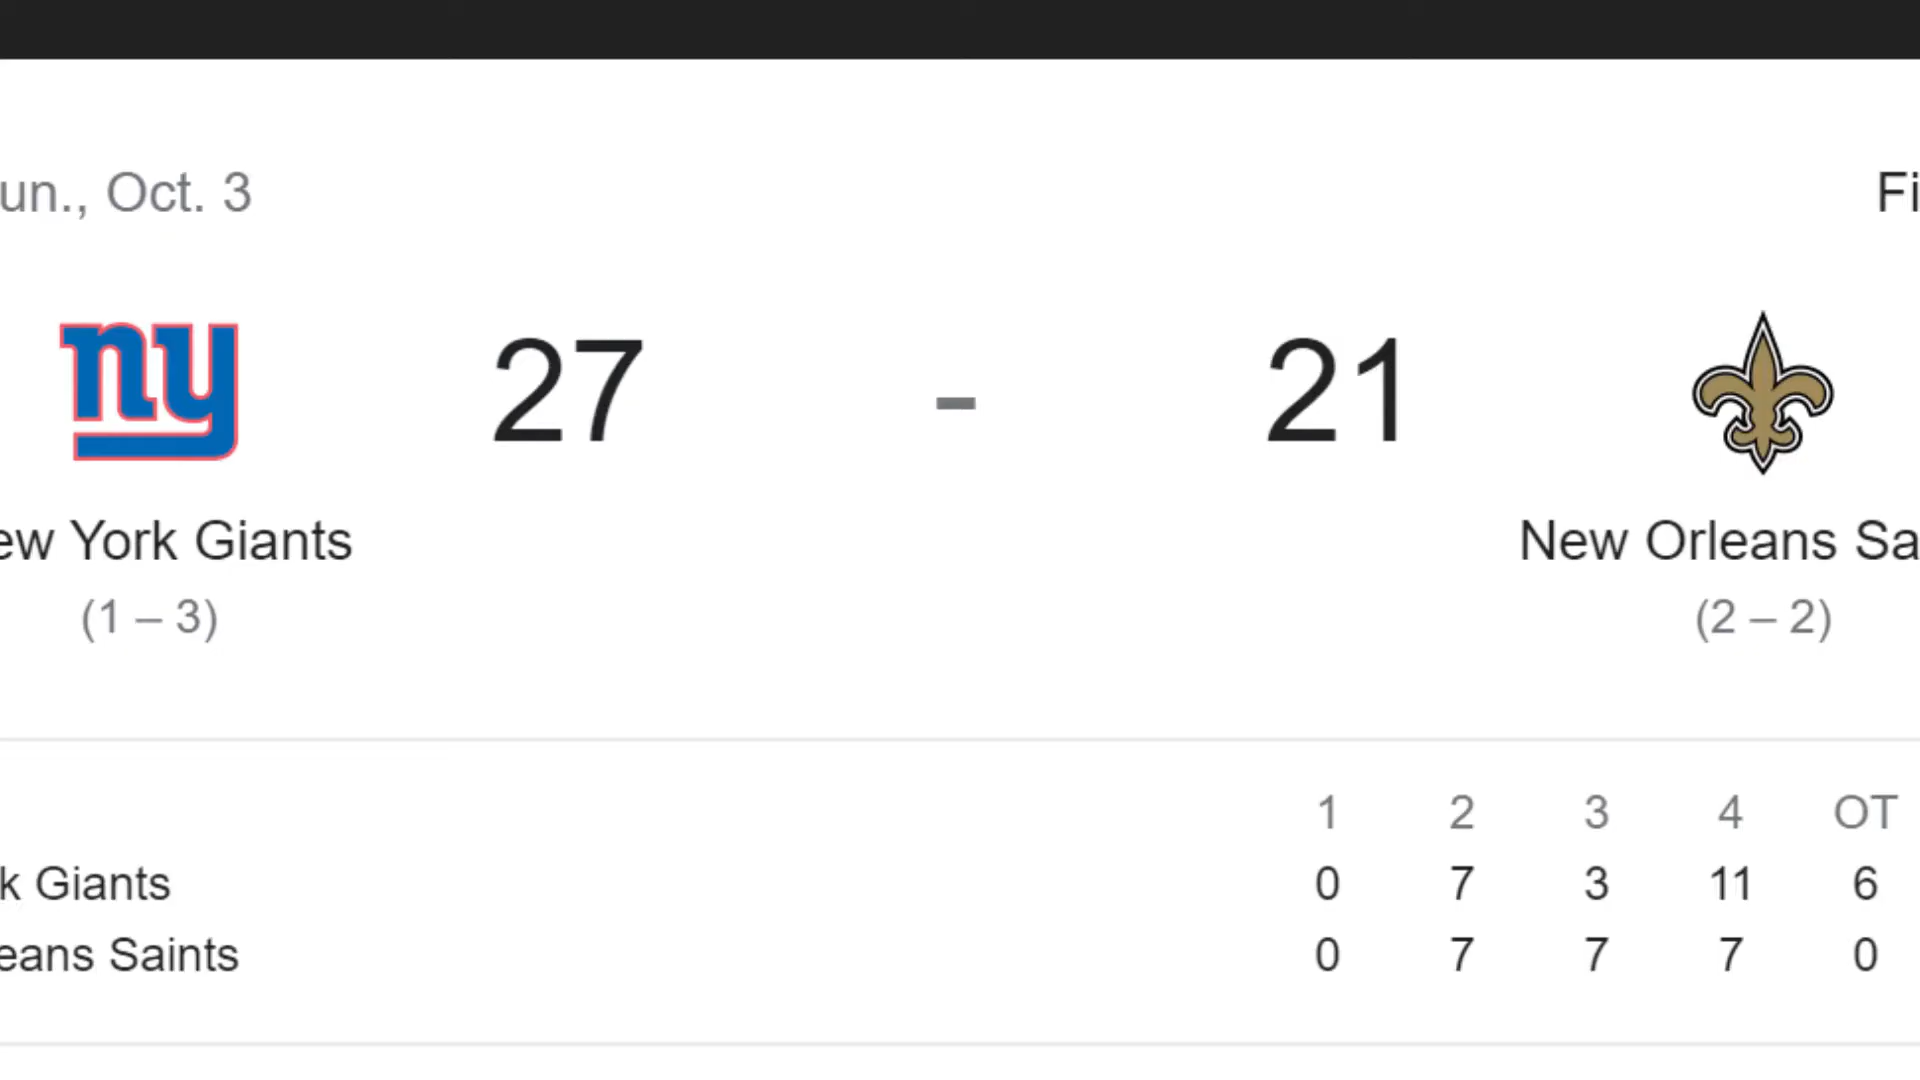 un., Oct. 3
Fi
ny
27 - 21
ew York Giants
New Orleans Sa
(1 – 3)
(2 – 2)
1 2 3 4 OT
k Giants 0 7 3 11 6
eans Saints 0 7 7 7 0